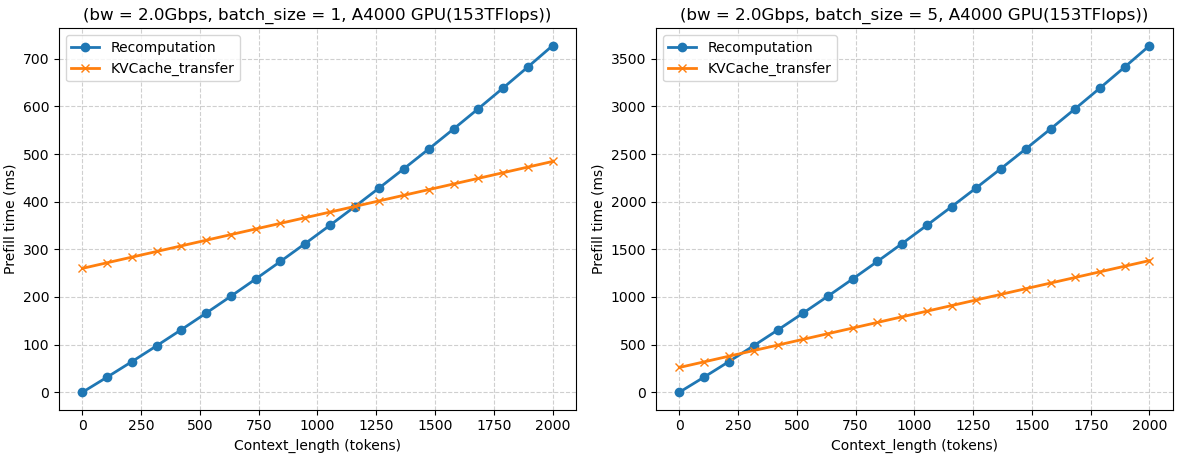 (bw = 2.0Gbps, batch_size = 1, A4000 GPU(153TFlops))
Recomputation
KVCache_transfer
Prefill time (ms)
700
600
500
400
300
200
100
0
0 250 500 750 1000 1250 1500 1750 2000
Context_length (tokens)
(bw = 2.0Gbps, batch_size = 5, A4000 GPU(153TFlops))
Recomputation
KVCache_transfer
Prefill time (ms)
3500
3000
2500
2000
1500
1000
500
0
0 250 500 750 1000 1250 1500 1750 2000
Context_length (tokens)